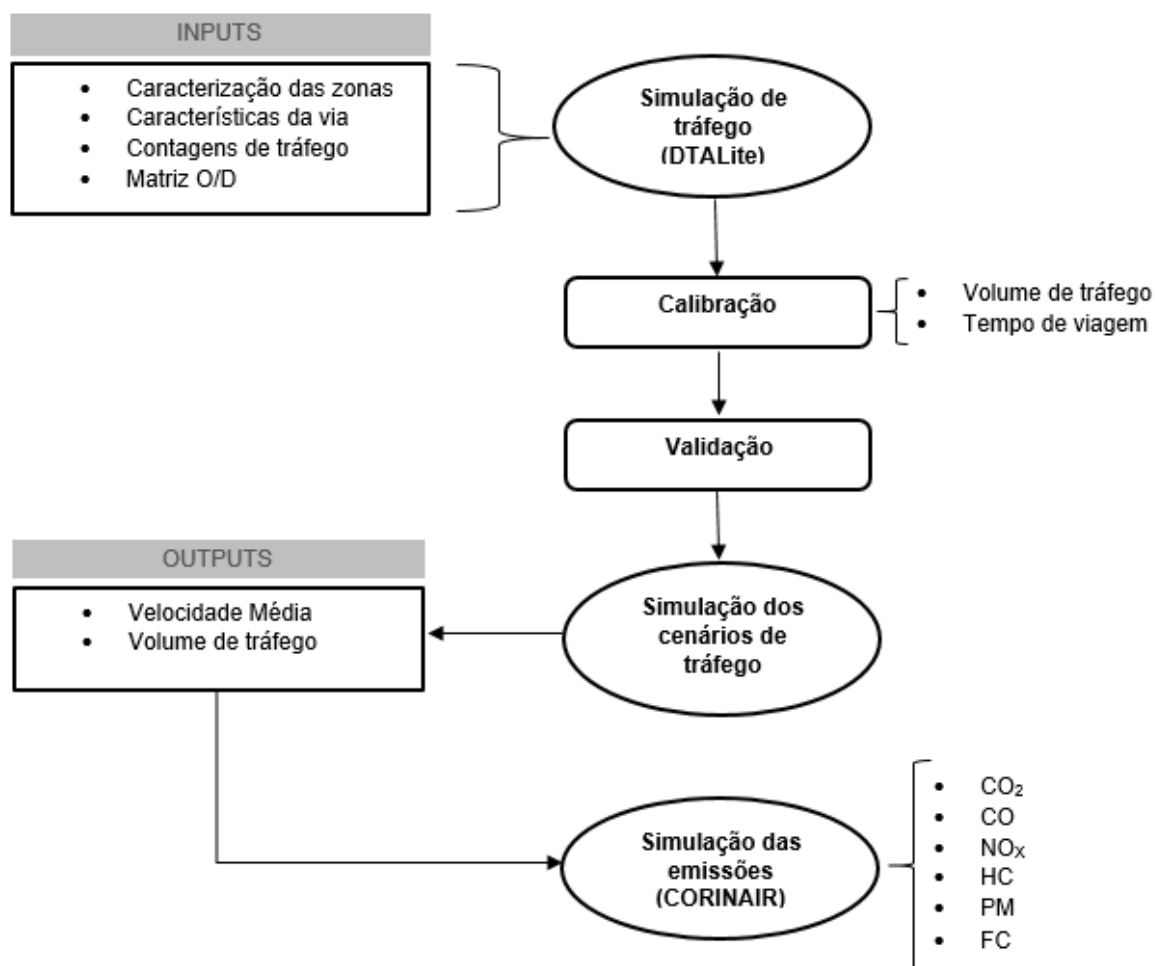 INPUTS
• Caracterização das zonas
• Características da via
• Contagens de tráfego
• Matriz O/D
Simulação de
tráfego
(DTALite)
Calibração
• Volume de tráfego
• Tempo de viagem
Validação
OUTPUTS
• Velocidade Média
• Volume de tráfego
Simulação dos
cenários de
tráfego
Simulação das
emissões
(CORINAIR)
• CO₂
• CO
• NOₓ
• HC
• PM
• FC